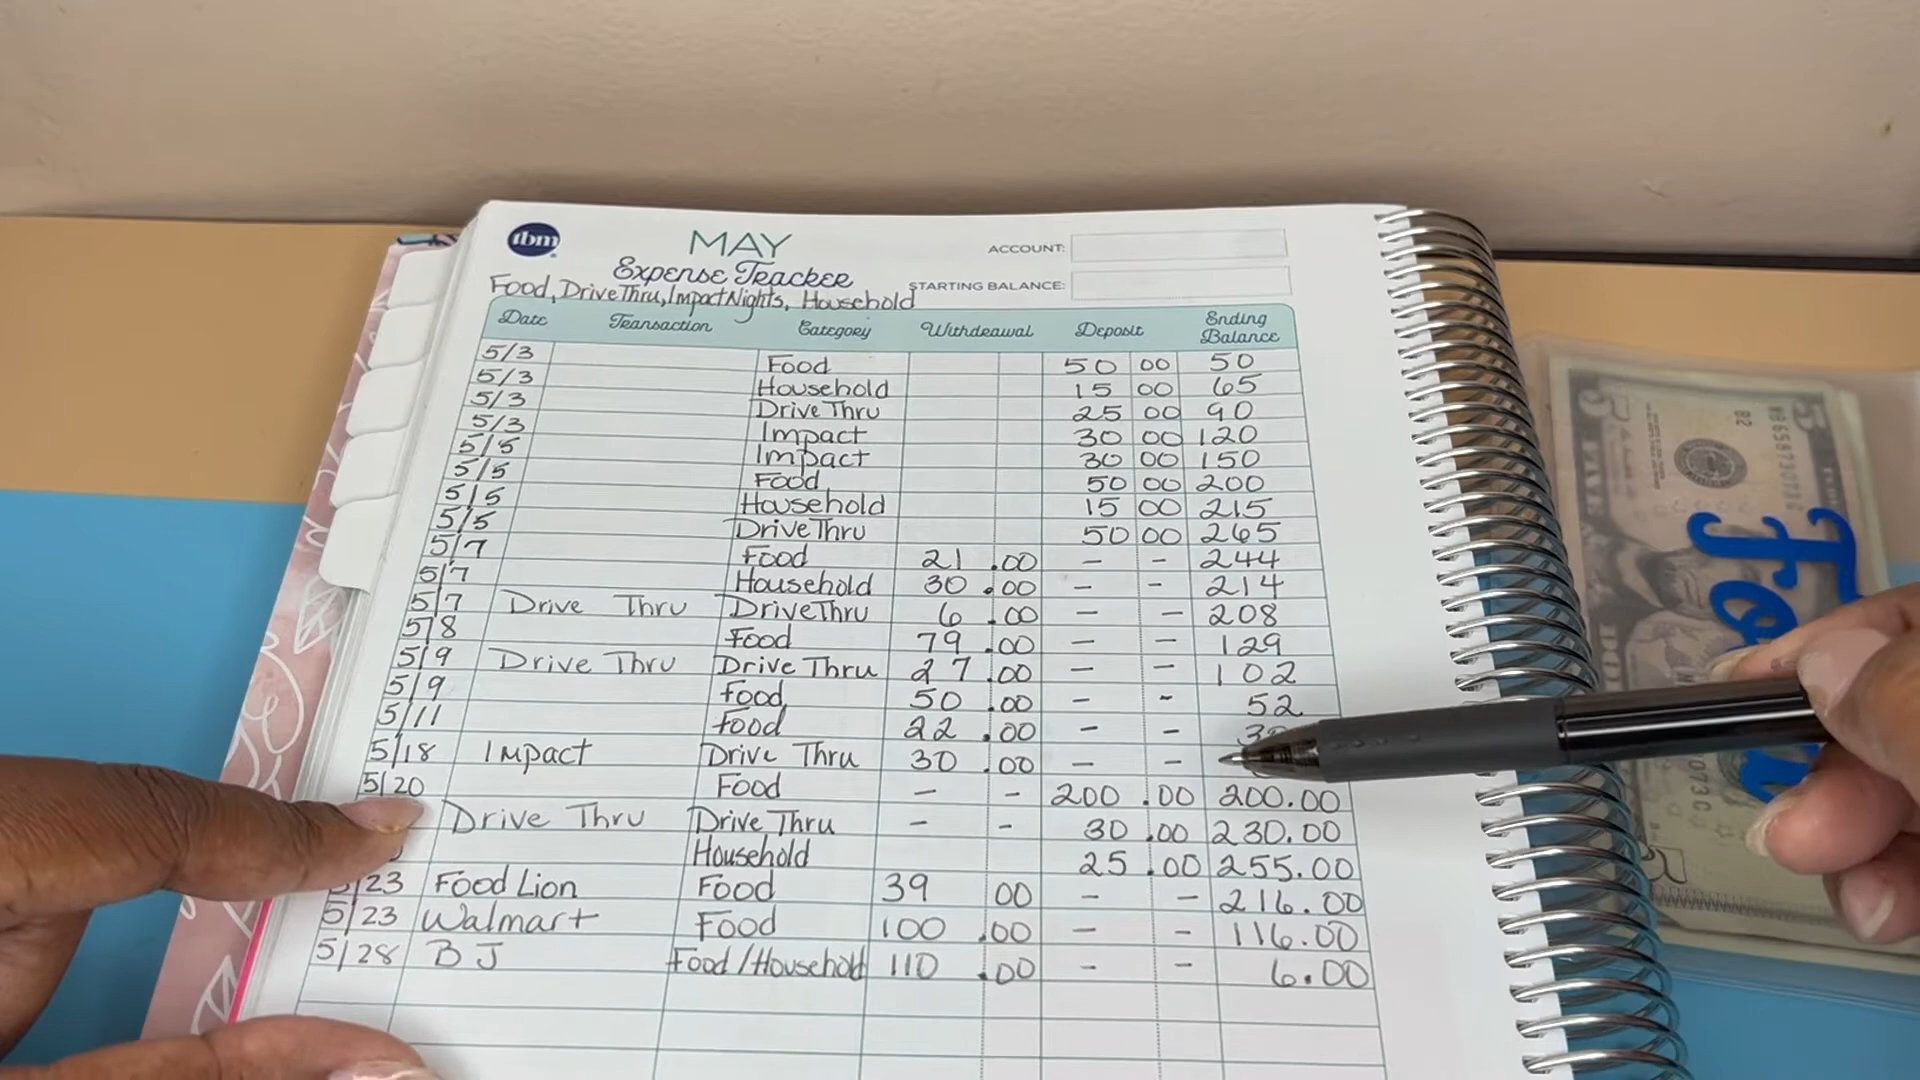 tbm
MAY
Expense Tracker
ACCOUNT:
STARTING BALANCE:
Food, Drive Thru, Impact Nights, Household
Date Transaction Category Withdrawal Deposit Ending Balance
5/3 Food 50 00 50
5/3 Household 15 00 65
5/3 Drive Thru 25 00 90
5/3 Impact 30 00 120
5/5 Impact 30 00 150
5/5 Food 50 00 200
5/5 Household 15 00 215
5/5 Drive Thru 50 00 265
5/7 Food 21 .00 - - 244
5/7 Household 30 .00 - - 214
5/7 Drive Thru Drive Thru 6 .00 - - 208
5/8 Food 79 .00 - - 129
5/9 Drive Thru Drive Thru 27 .00 - - 102
5/9 Food 50 .00 - - 52
5/11 Food 22 .00 - -
5/18 Impact Drive Thru 30 .00 - -
5/20 Food - - 200 .00 200.00
Drive Thru Drive Thru - - 30 .00 230.00
Household 25 .00 255.00
5/23 Food Lion Food 39 00 - - 216.00
5/23 Walmart Food 100 .00 - - 116.00
5/28 BJ Food/Household 110 .00 - - 6.00